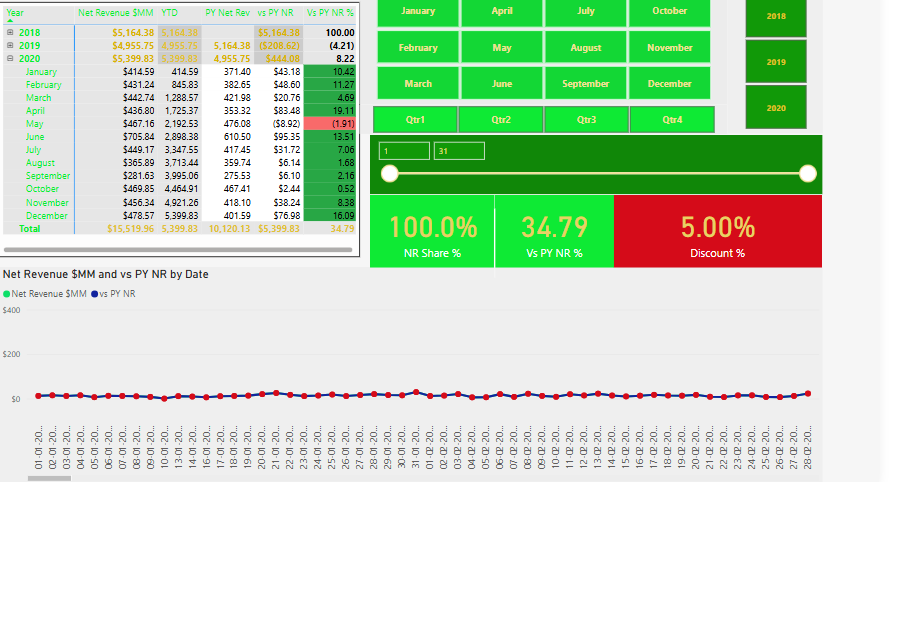 Year Net Revenue $MM YTD PY Net Rev vs PY NR Vs PY NR %
2018 $5,164.38 5,164.38 $5,164.38 100.00
2019 $4,955.75 4,955.75 5,164.38 ($208.62) (4.21)
2020 $5,399.83 5,399.83 4,955.75 $444.08 8.22
January $414.59 414.59 371.40 $43.18 10.42
February $431.24 845.83 382.65 $48.60 11.27
March $442.74 1,288.57 421.98 $20.76 4.69
April $436.80 1,725.37 353.32 $83.48 19.11
May $467.16 2,192.53 476.08 ($8.92) (1.91)
June $705.84 2,898.38 610.50 $95.35 13.51
July $449.17 3,347.55 417.45 $31.72 7.06
August $365.89 3,713.44 359.74 $6.14 1.68
September $281.63 3,995.06 275.53 $6.10 2.16
October $469.85 4,464.91 467.41 $2.44 0.52
November $456.34 4,921.26 418.10 $38.24 8.38
December $478.57 5,399.83 401.59 $76.98 16.09
Total $15,519.96 5,399.83 10,120.13 $5,399.83 34.79
January April July October
February May August November
March June September December
Qtr1 Qtr2 Qtr3 Qtr4
2018
2019
2020
1 31
100.0% 34.79 5.00%
NR Share % Vs PY NR % Discount %
Net Revenue $MM and vs PY NR by Date
Net Revenue $MM vs PY NR
$400
$200
$0
01-01-20... 02-01-20... 03-01-20... 04-01-20... 05-01-20... 06-01-20... 07-01-20... 08-01-20... 09-01-20... 10-01-20... 13-01-20... 14-01-20... 16-01-20... 17-01-20... 18-01-20... 19-01-20... 20-01-20... 21-01-20... 22-01-20... 23-01-20... 24-01-20... 25-01-20... 26-01-20... 27-01-20... 28-01-20... 29-01-20... 30-01-20... 31-01-20... 01-02-20... 02-02-20... 03-02-20... 04-02-20... 05-02-20... 06-02-20... 07-02-20... 08-02-20... 09-02-20... 10-02-20... 11-02-20... 12-02-20... 13-02-20... 14-02-20... 15-02-20... 16-02-20... 17-02-20... 18-02-20... 19-02-20... 20-02-20... 21-02-20... 22-02-20... 23-02-20... 24-02-20... 25-02-20... 26-02-20... 27-02-20... 28-02-20...